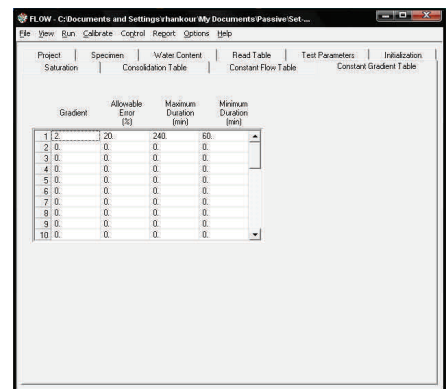 FLOW - C:\Documents and Settings\rhankour\My Documents\Passive\Set-...
File View Run Calibrate Control Report Options Help
Project Specimen Water Content Read Table Test Parameters Initialization
Saturation Consolidation Table Constant Flow Table Constant Gradient Table
Gradient Allowable Error (%) Maximum Duration (min) Minimum Duration (min)
1 2. 20. 240. 60.
2 0. 0. 0. 0.
3 0. 0. 0. 0.
4 0. 0. 0. 0.
5 0. 0. 0. 0.
6 0. 0. 0. 0.
7 0. 0. 0. 0.
8 0. 0. 0. 0.
9 0. 0. 0. 0.
10 0. 0. 0. 0.